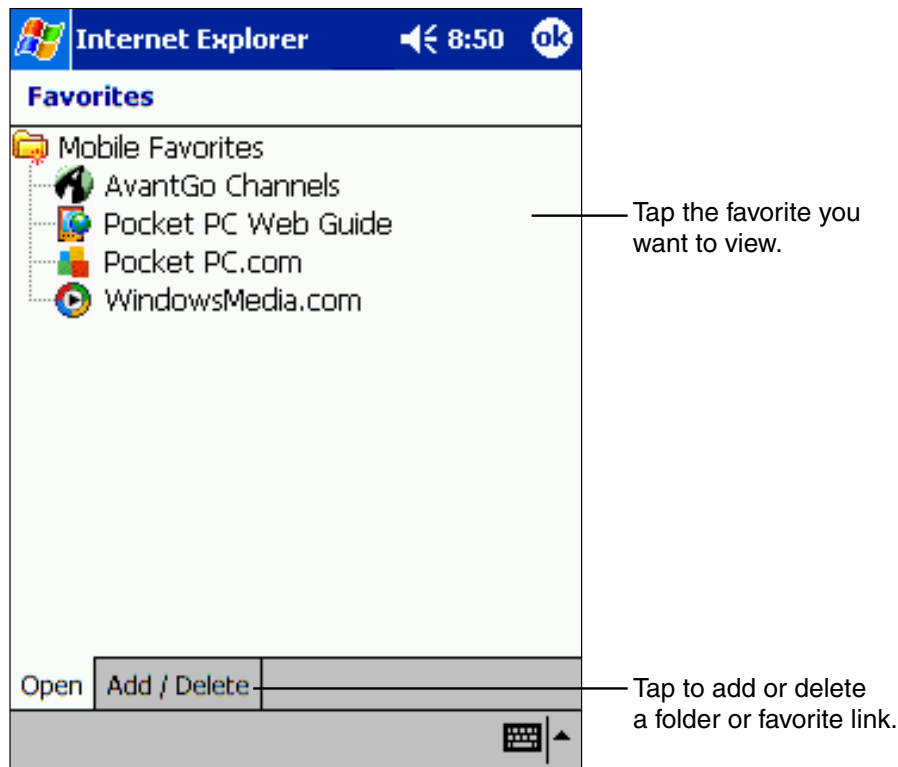 Internet Explorer 8:50 ok
Favorites
Mobile Favorites
AvantGo Channels
Pocket PC Web Guide
Pocket PC.com
WindowsMedia.com
Tap the favorite you
want to view.
Open Add / Delete
Tap to add or delete
a folder or favorite link.